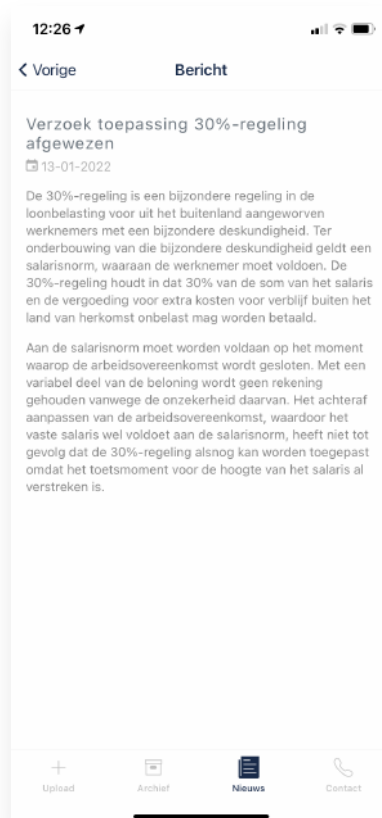 12:26
Vorige
Bericht
Verzoek toepassing 30%-regeling
afgewezen
13-01-2022
De 30%-regeling is een bijzondere regeling in de
loonbelasting voor uit het buitenland aangeworven
werknemers met een bijzondere deskundigheid. Ter
onderbouwing van die bijzondere deskundigheid geldt een
salarisnorm, waaraan de werknemer moet voldoen. De
30%-regeling houdt in dat 30% van de som van het salaris
en de vergoeding voor extra kosten voor verblijf buiten het
land van herkomst onbelast mag worden betaald.
Aan de salarisnorm moet worden voldaan op het moment
waarop de arbeidsovereenkomst wordt gesloten. Met een
variabel deel van de beloning wordt geen rekening
gehouden vanwege de onzekerheid daarvan. Het achteraf
aanpassen van de arbeidsovereenkomst, waardoor het
vaste salaris wel voldoet aan de salarisnorm, heeft niet tot
gevolg dat de 30%-regeling alsnog kan worden toegepast
omdat het toetsmoment voor de hoogte van het salaris al
verstreken is.
Upload
Archief
Nieuws
Contact